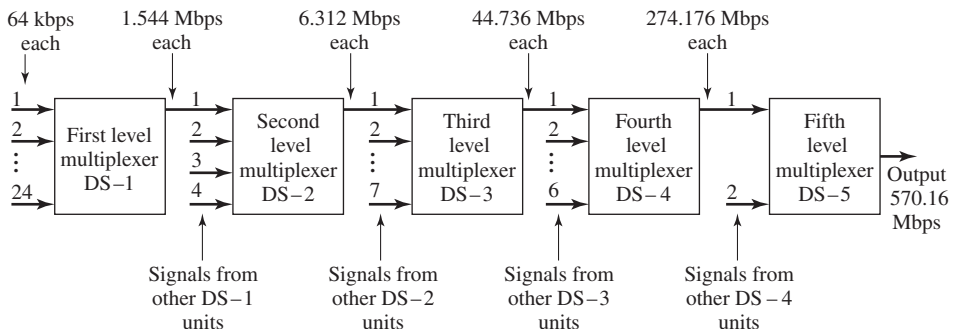 64 kbps
each
1.544 Mbps
each
6.312 Mbps
each
44.736 Mbps
each
274.176 Mbps
each
1
2
24
First level
multiplexer
DS–1
1
2
3
4
Second
level
multiplexer
DS–2
1
2
7
Third
level
multiplexer
DS–3
1
2
6
Fourth
level
multiplexer
DS–4
1
2
Fifth
level
multiplexer
DS–5
Output
570.16
Mbps
Signals from
other DS–1
units
Signals from
other DS–2
units
Signals from
other DS–3
units
Signals from
other DS–4
units